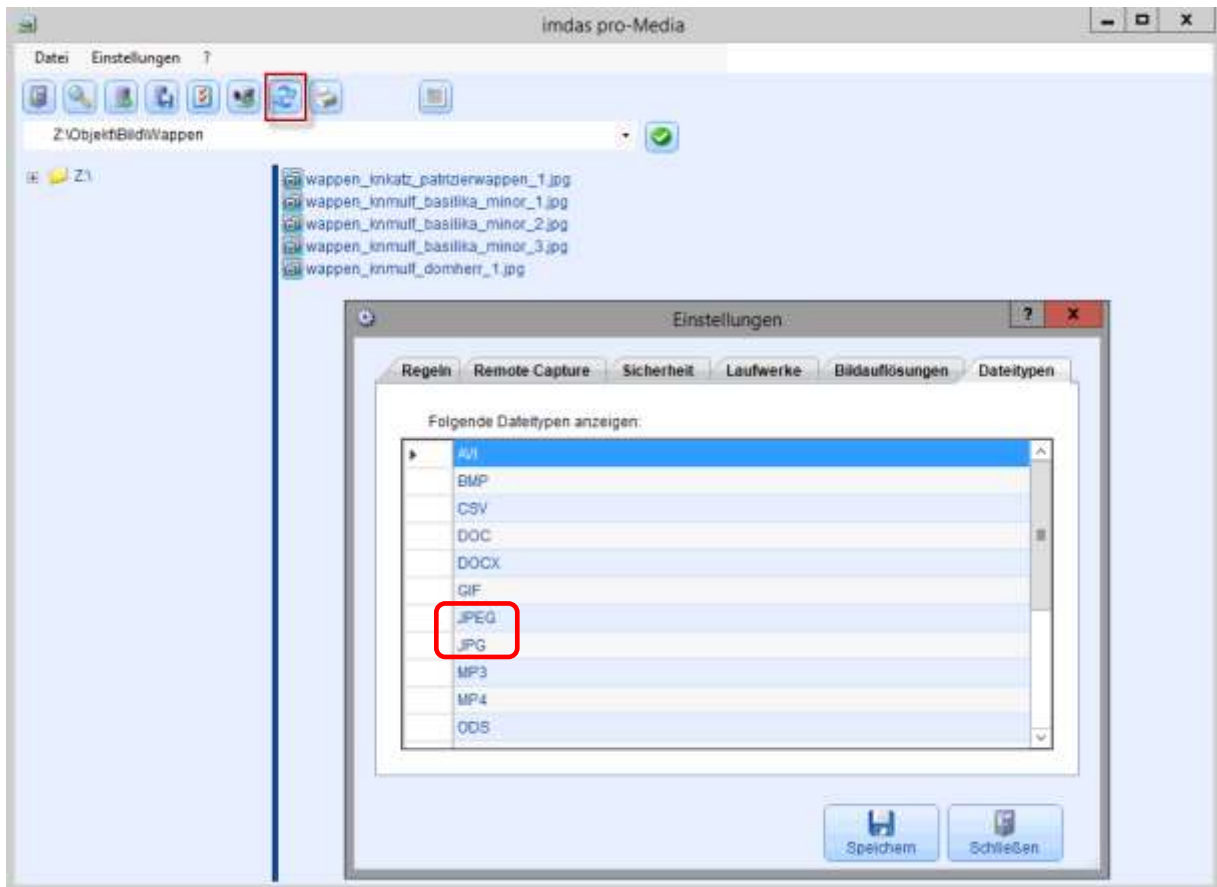 imdas pro-Media
Datei Einstellungen ?
Z:\Objekt\Bild\Wappen
Z:\
wappen_knkatz_patrizierwappen_1.jpg
wappen_knmulf_basilika_minor_1.jpg
wappen_knmulf_basilika_minor_2.jpg
wappen_knmulf_basilika_minor_3.jpg
wappen_knmulf_domherr_1.jpg
Einstellungen
Regeln Remote Capture Sicherheit Laufwerke Bildauflösungen Dateitypen
Folgende Dateitypen anzeigen:
AVI
BMP
CSV
DOC
DOCX
GIF
JPEG
JPG
MP3
MP4
ODS
Speichern Schließen